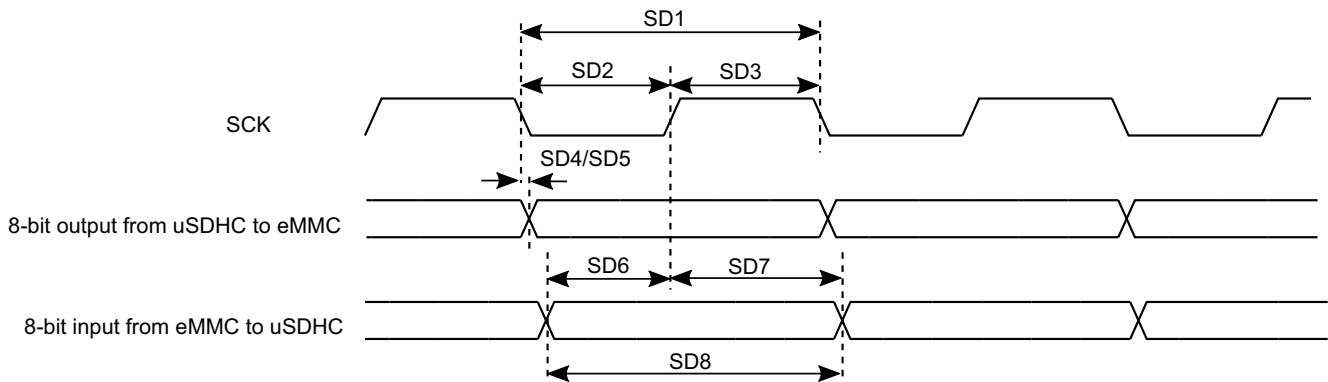 SD1
SD2
SD3
SCK
SD4/SD5
8-bit output from uSDHC to eMMC
SD6
SD7
8-bit input from eMMC to uSDHC
SD8